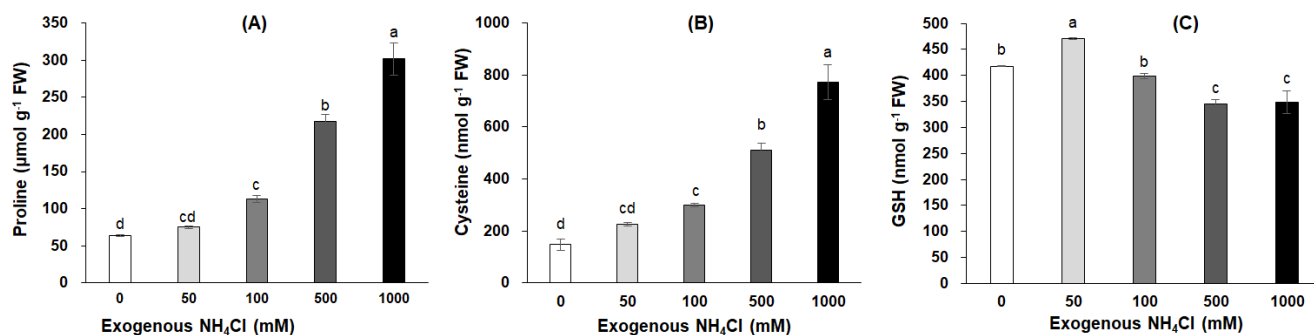 (A)
Proline (µmol g⁻¹ FW)
350
300
250
200
150
100
50
0
d
cd
c
b
a
0 50 100 500 1000
Exogenous NH₄Cl (mM)
(B)
Cysteine (nmol g⁻¹ FW)
1000
800
600
400
200
0
d
cd
c
b
a
0 50 100 500 1000
Exogenous NH₄Cl (mM)
(C)
GSH (nmol g⁻¹ FW)
500
450
400
350
300
250
200
150
100
50
0
b
a
b
c
c
0 50 100 500 1000
Exogenous NH₄Cl (mM)